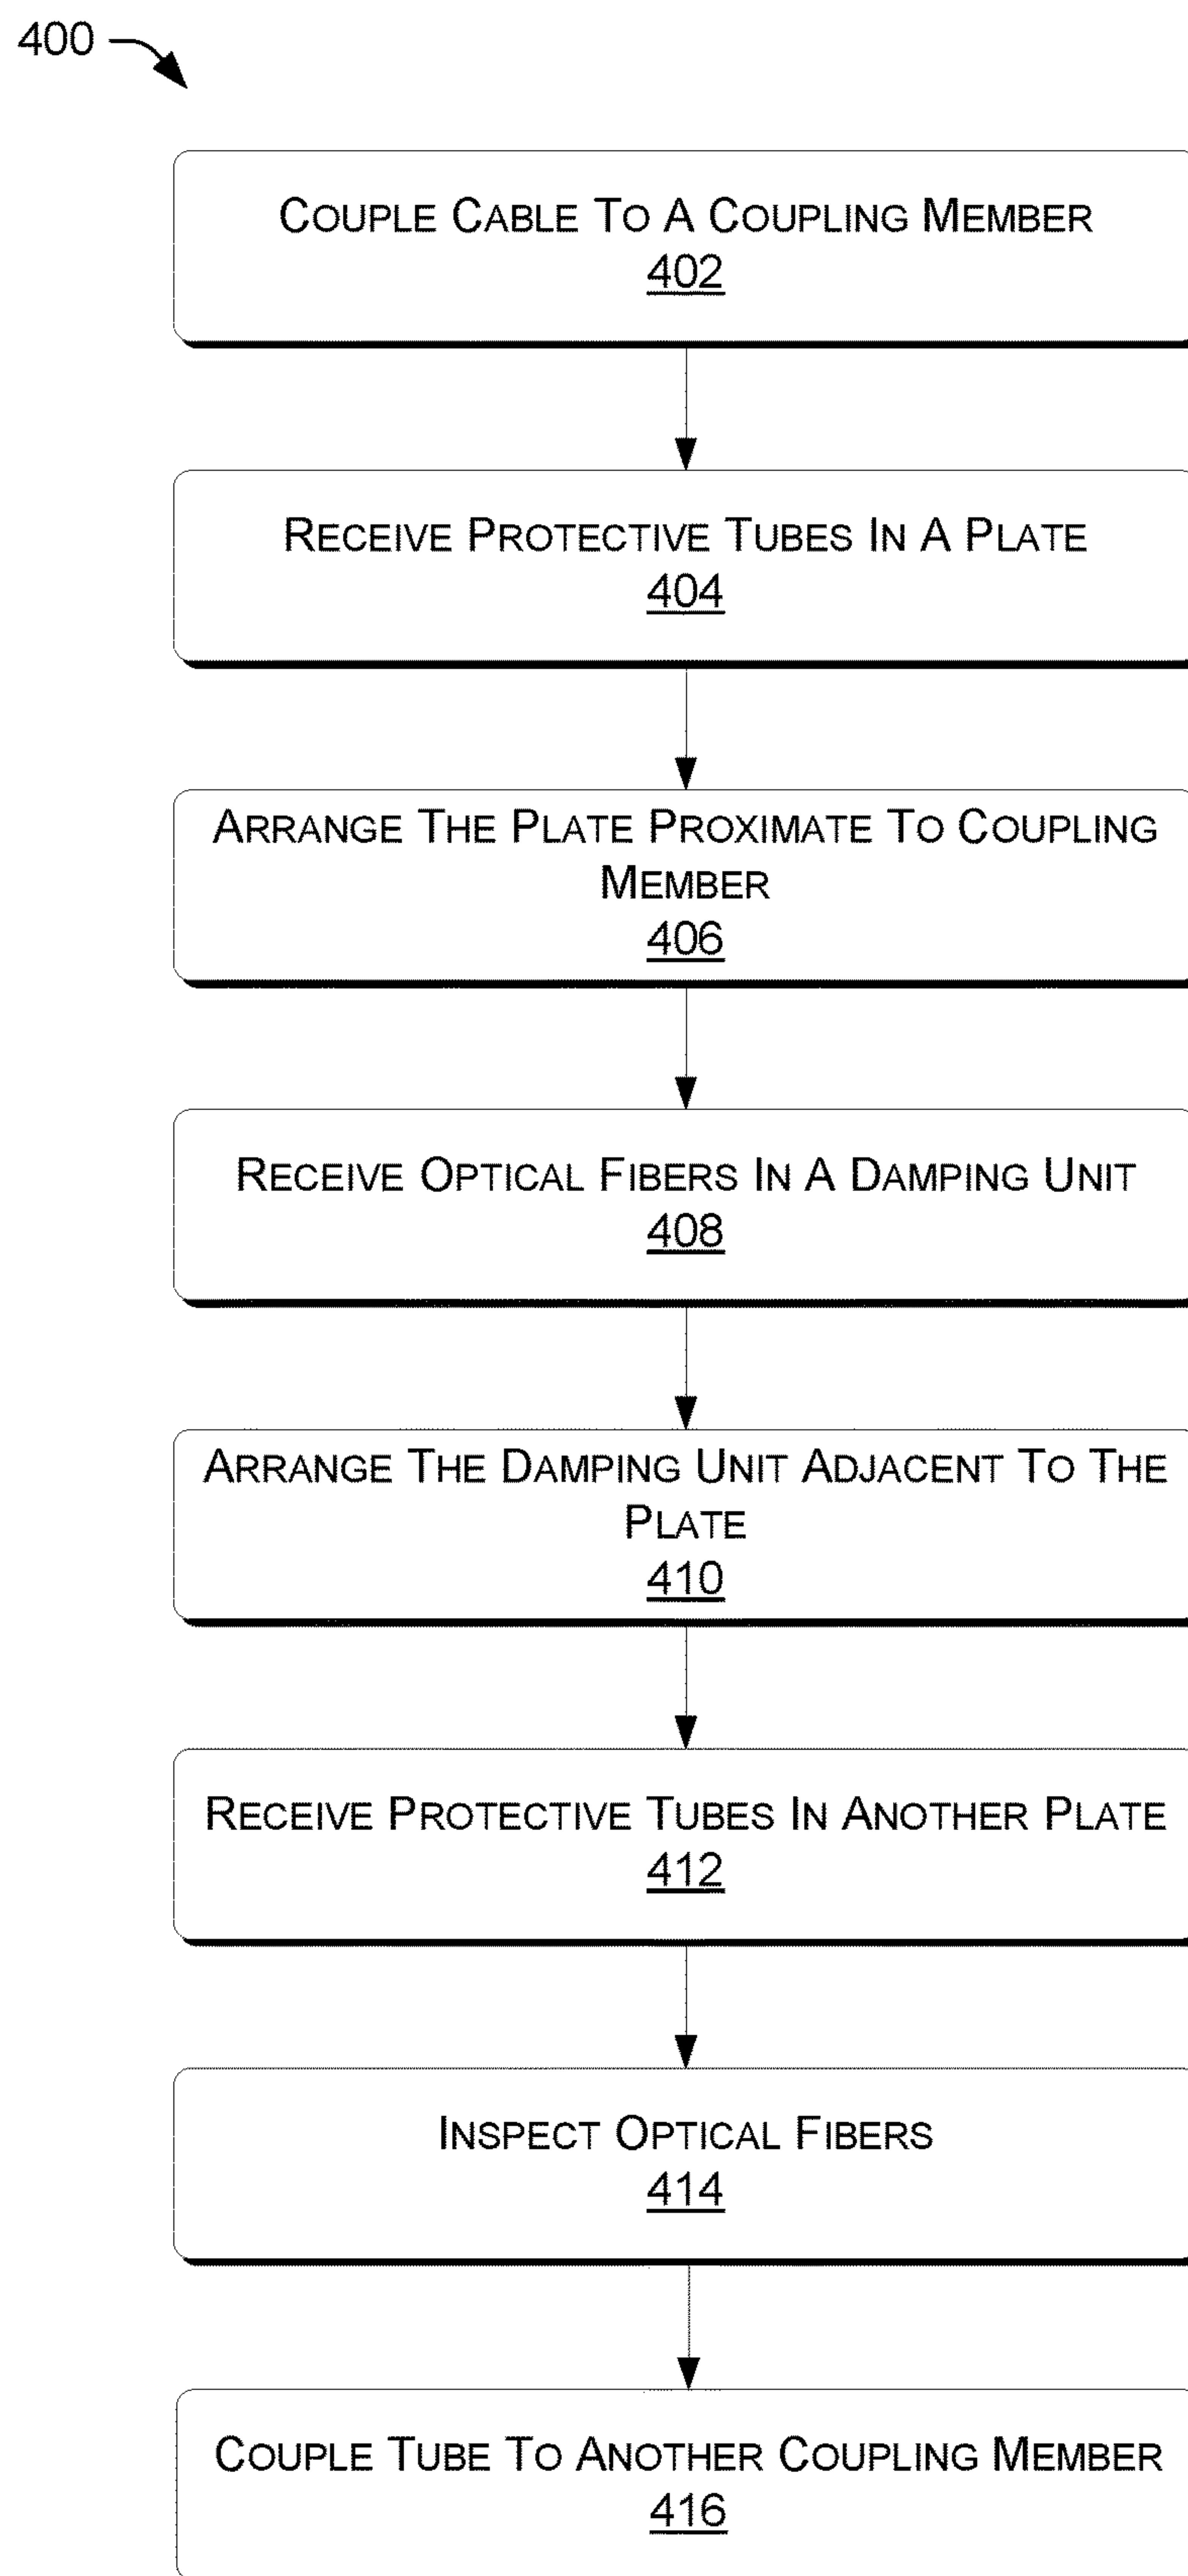 400
COUPLE CABLE TO A COUPLING MEMBER
402
RECEIVE PROTECTIVE TUBES IN A PLATE
404
ARRANGE THE PLATE PROXIMATE TO COUPLING
MEMBER
406
RECEIVE OPTICAL FIBERS IN A DAMPING UNIT
408
ARRANGE THE DAMPING UNIT ADJACENT TO THE
PLATE
410
RECEIVE PROTECTIVE TUBES IN ANOTHER PLATE
412
INSPECT OPTICAL FIBERS
414
COUPLE TUBE TO ANOTHER COUPLING MEMBER
416